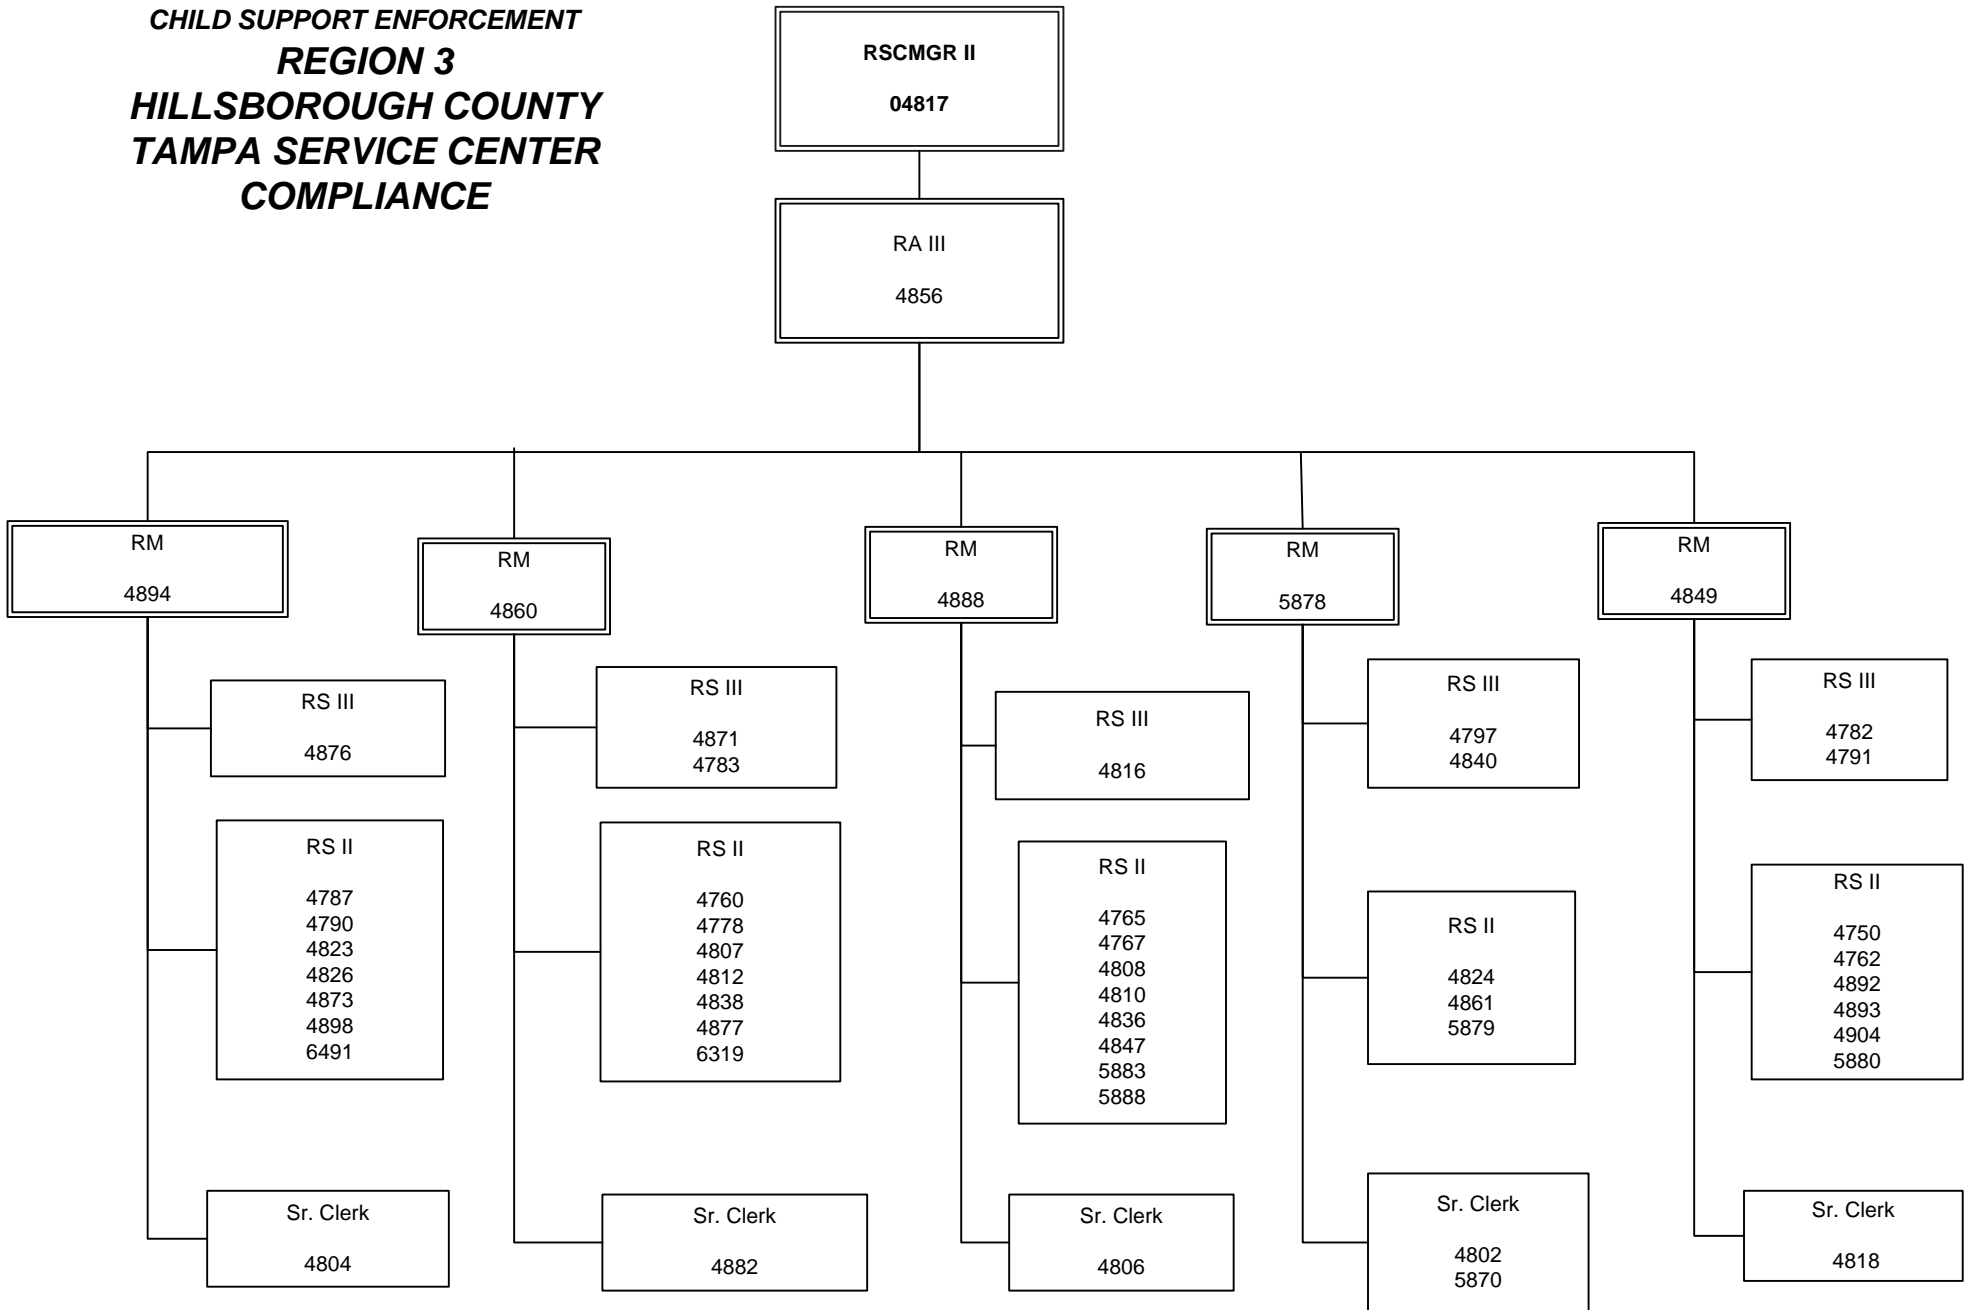 CHILD SUPPORT ENFORCEMENT
REGION 3
HILLSBOROUGH COUNTY
TAMPA SERVICE CENTER
COMPLIANCE
RSCMGR II
04817
RA III
4856
RM
4894
RM
4860
RM
4888
RM
5878
RM
4849
RS III
4876
RS III
4871
4783
RS III
4816
RS III
4797
4840
RS III
4782
4791
RS II
4787
4790
4823
4826
4873
4898
6491
RS II
4760
4778
4807
4812
4838
4877
6319
RS II
4765
4767
4808
4810
4836
4847
5883
5888
RS II
4824
4861
5879
RS II
4750
4762
4892
4893
4904
5880
Sr. Clerk
4804
Sr. Clerk
4882
Sr. Clerk
4806
Sr. Clerk
4802
5870
Sr. Clerk
4818